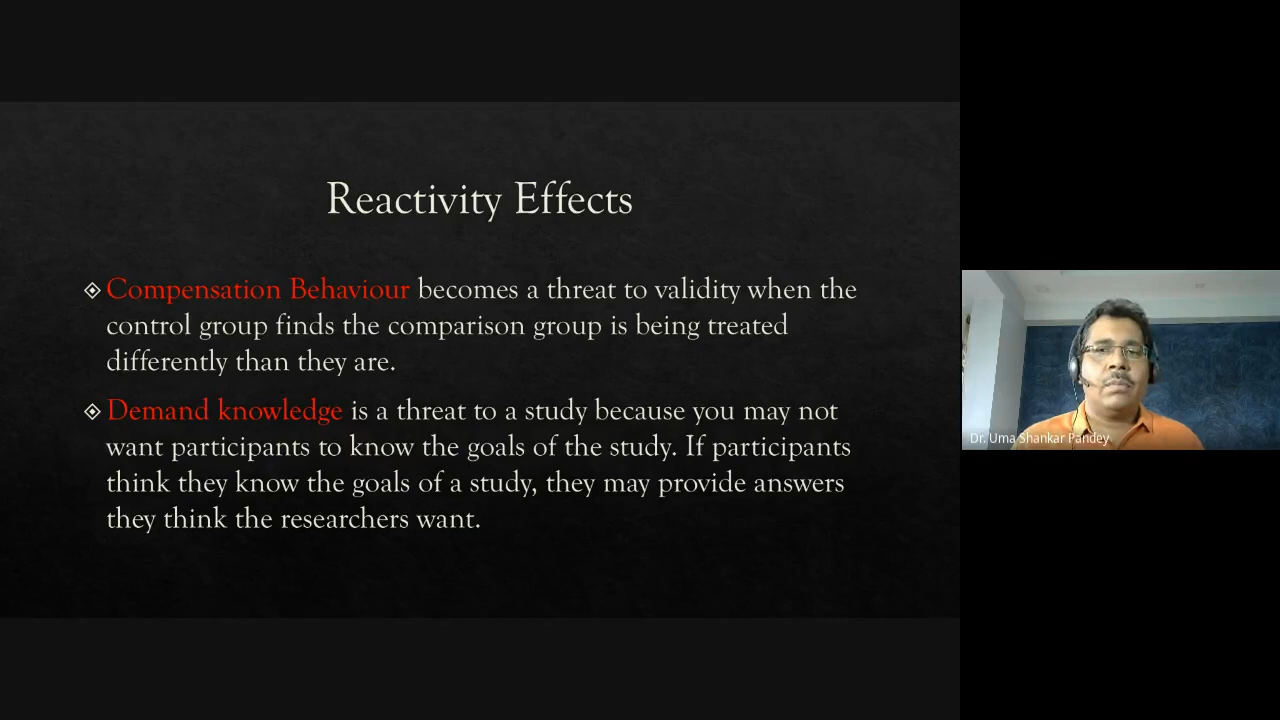 Reactivity Effects
Compensation Behaviour becomes a threat to validity when the
control group finds the comparison group is being treated
differently than they are.
Demand knowledge is a threat to a study because you may not
want participants to know the goals of the study. If participants
think they know the goals of a study, they may provide answers
they think the researchers want.
Dr. Uma Shankar Pandey